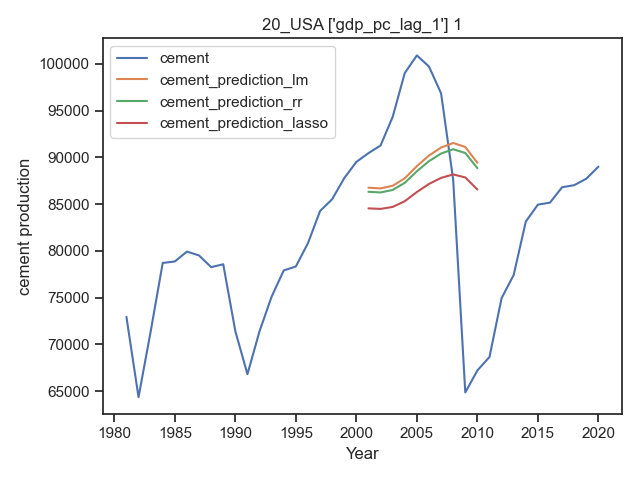 20_USA ['gdp_pc_lag_1'] 1
cement
cement_prediction_lm
cement_prediction_rr
cement_prediction_lasso
cement production
100000
95000
90000
85000
80000
75000
70000
65000
1980 1985 1990 1995 2000 2005 2010 2015 2020
Year